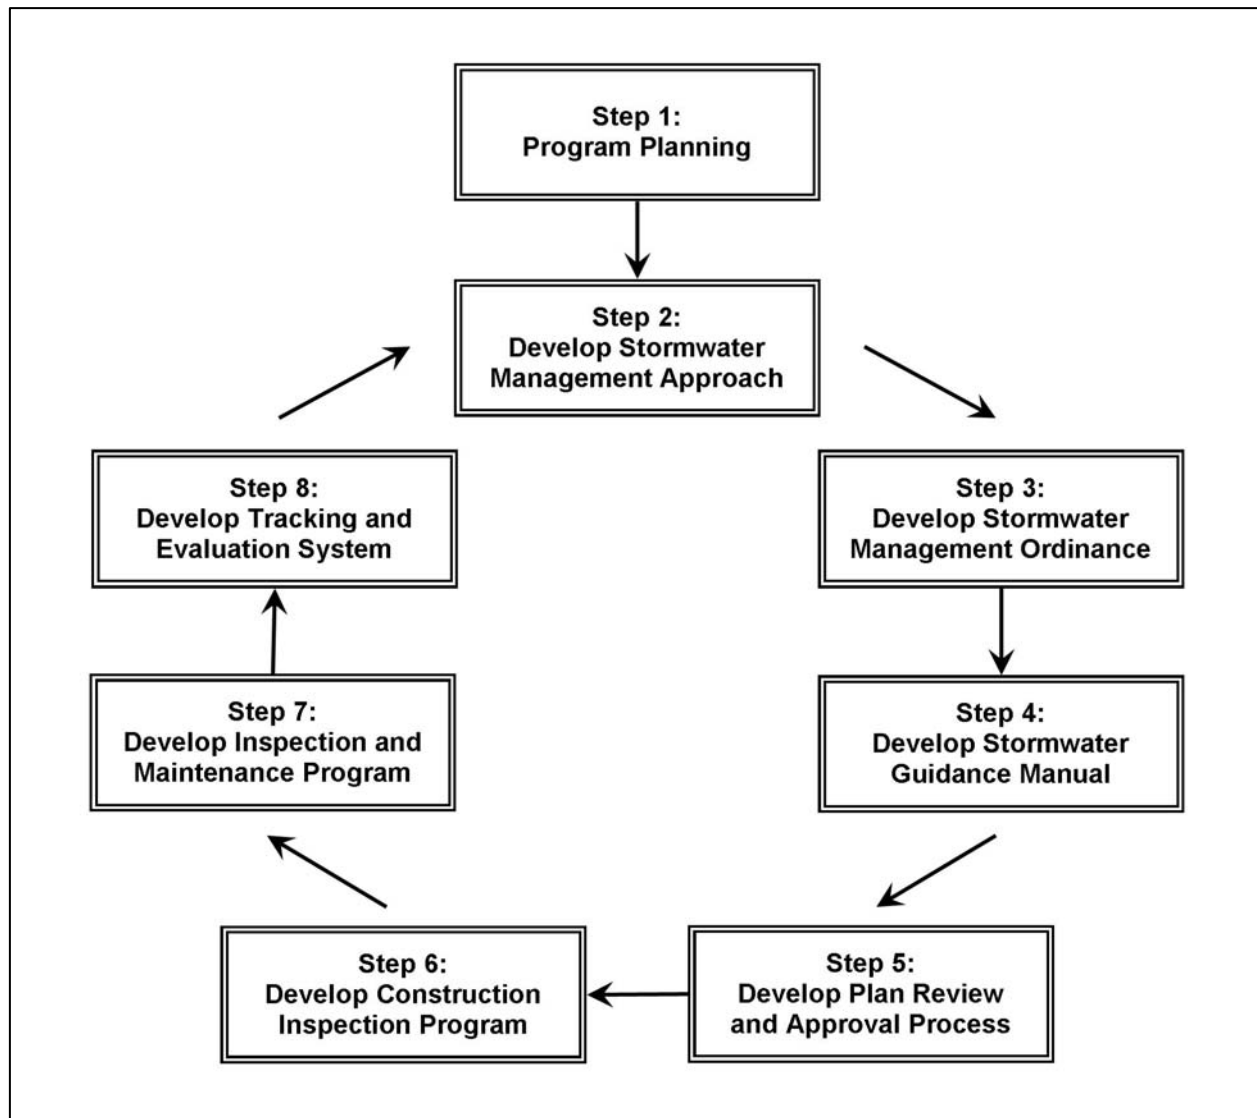 Step 1:
Program Planning
Step 2:
Develop Stormwater
Management Approach
Step 3:
Develop Stormwater
Management Ordinance
Step 4:
Develop Stormwater
Guidance Manual
Step 5:
Develop Plan Review
and Approval Process
Step 6:
Develop Construction
Inspection Program
Step 7:
Develop Inspection and
Maintenance Program
Step 8:
Develop Tracking and
Evaluation System